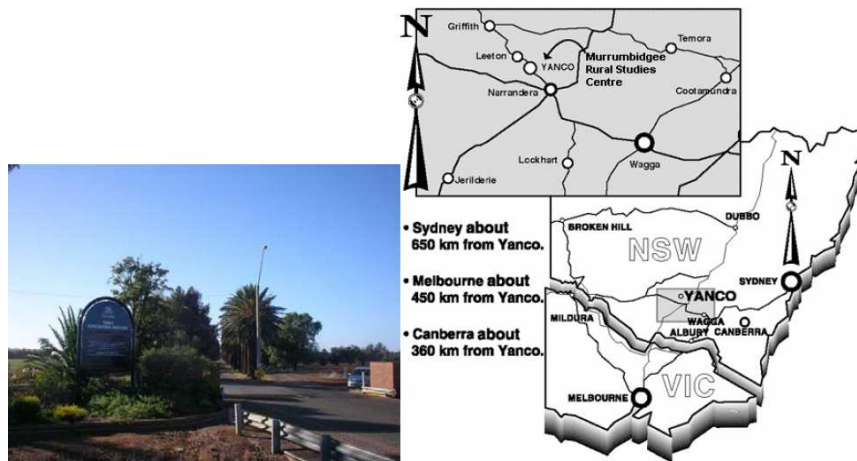 N
Griffith
Temora
Leeton
YANCO
Murrumbidgee
Rural Studies
Centre
Narrandera
Cootamundra
Lockhart
Wagga
Jerilderie
• Sydney about
650 km from Yanco.
• Melbourne about
450 km from Yanco.
• Canberra about
360 km from Yanco.
N
BROKEN HILL
DUBBO
NSW
SYDNEY
YANCO
MILDURA
WAGGA
ALBURY
CANBERRA
MELBOURNE
VIC